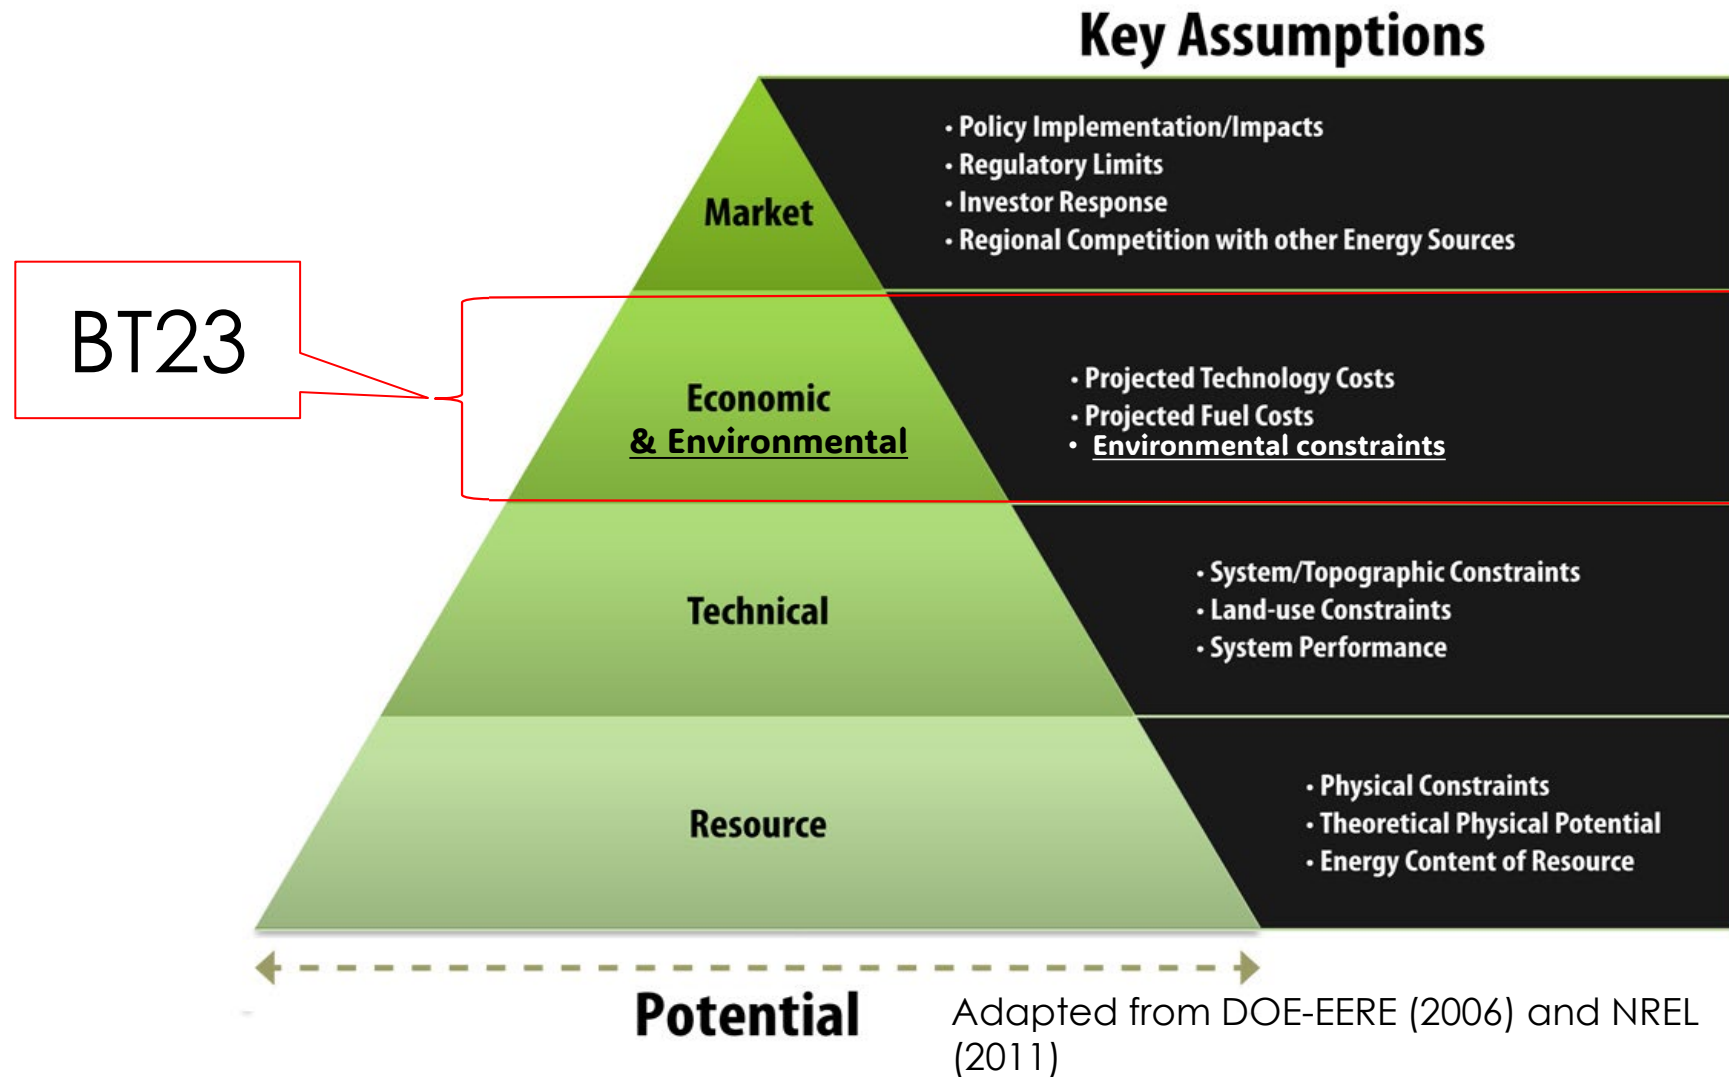 Key Assumptions
Market
• Policy Implementation/Impacts
• Regulatory Limits
• Investor Response
• Regional Competition with other Energy Sources
BT23
Economic
& Environmental
• Projected Technology Costs
• Projected Fuel Costs
• Environmental constraints
Technical
• System/Topographic Constraints
• Land-use Constraints
• System Performance
Resource
• Physical Constraints
• Theoretical Physical Potential
• Energy Content of Resource
Potential
Adapted from DOE-EERE (2006) and NREL
(2011)